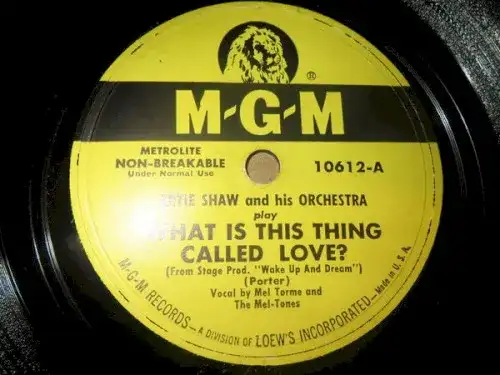 ®
M-G-M
METROLITE
NON-BREAKABLE
Under Normal Use
10612-A
SHAW and his ORCHESTRA
play
WHAT IS THIS THING
CALLED LOVE?
(From Stage Prod. "Wake Up And Dream")
(Porter)
Vocal by Mel Torme and
The Mel-Tones
M-G-M RECORDS—A DIVISION OF LOEW'S INCORPORATED—Made in U.S.A.